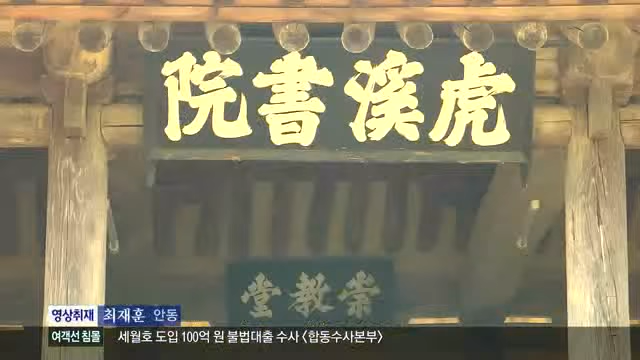 虎溪書院
崇教堂
영상취재 최재훈 안동
여객선 침몰 세월호 도입 100억 원 불법대출 수사 <합동수사본부>